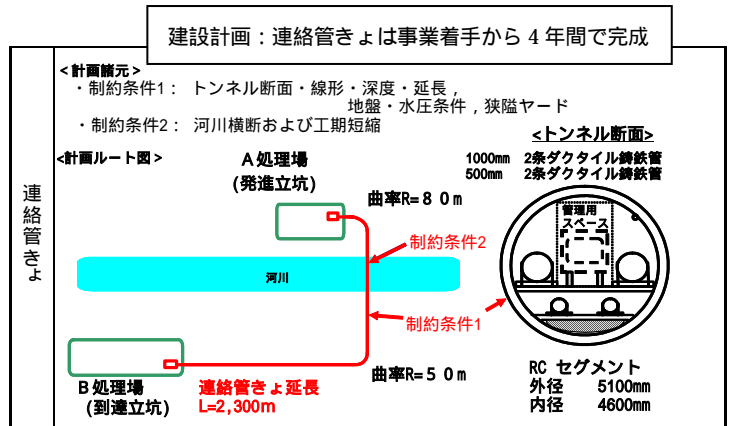 建設計画：連絡管きょは事業着手から４年間で完成
連絡管きょ
<計画諸元>
・制約条件1： トンネル断面・線形・深度・延長，
地盤・水圧条件，狭隘ヤード
・制約条件2： 河川横断および工期短縮
<計画ルート図>
Ａ処理場
(発進立坑)
曲率R=８０m
制約条件2
河川
制約条件1
曲率R=５０m
Ｂ処理場
(到達立坑)
連絡管きょ延長
L=2,300m
<トンネル断面>
1000mm 2条ダクタイル鋳鉄管
500mm 2条ダクタイル鋳鉄管
管理用
スペース
RC セグメント
外径 5100mm
内径 4600mm